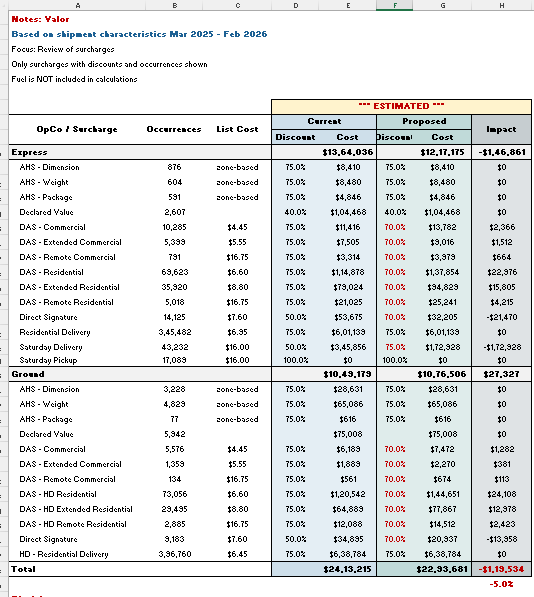 Notes: Yalor
Based on shipment characteristics Mar 2025 - Feb 2026
Focus: Review of surcharges
Only surcharges with discounts and occurrences shown
Fuel is NOT included in calculations
*** ESTIMATED ***
Current Proposed
OpCo / Surcharge Occurrences List Cost Discount Cost Discount Cost Impact
Express $13,64,036 $12,17,175 -$1,46,861
AHS - Dimension 876 zone-based 75.0% $8,410 75.0% $8,410 $0
AHS - Weight 604 zone-based 75.0% $8,480 75.0% $8,480 $0
AHS - Package 591 zone-based 75.0% $4,846 75.0% $4,846 $0
Declared Value 2,607 40.0% $1,04,468 40.0% $1,04,468 $0
DAS - Commercial 10,285 $4.45 75.0% $11,416 70.0% $13,782 $2,366
DAS - Extended Commercial 5,399 $5.55 75.0% $7,505 70.0% $9,016 $1,512
DAS - Remote Commercial 791 $16.75 75.0% $3,314 70.0% $3,979 $664
DAS - Residential 69,623 $6.60 75.0% $1,14,878 70.0% $1,37,854 $22,976
DAS - Extended Residential 35,920 $8.80 75.0% $79,024 70.0% $94,829 $15,805
DAS - Remote Residential 5,018 $16.75 75.0% $21,025 70.0% $25,241 $4,215
Direct Signature 14,125 $7.60 50.0% $53,675 70.0% $32,205 -$21,470
Residential Delivery 3,45,482 $6.95 75.0% $6,01,139 75.0% $6,01,139 $0
Saturday Delivery 43,232 $16.00 50.0% $3,45,856 75.0% $1,72,928 -$1,72,928
Saturday Pickup 17,089 $16.00 100.0% $0 100.0% $0 $0
Ground $10,49,179 $10,76,506 $27,327
AHS - Dimension 3,228 zone-based 75.0% $28,631 75.0% $28,631 $0
AHS - Weight 4,829 zone-based 75.0% $65,086 75.0% $65,086 $0
AHS - Package 77 zone-based 75.0% $616 75.0% $616 $0
Declared Value 5,942 $75,008 $75,008 $0
DAS - Commercial 5,576 $4.45 75.0% $6,189 70.0% $7,472 $1,282
DAS - Extended Commercial 1,359 $5.55 75.0% $1,889 70.0% $2,270 $381
DAS - Remote Commercial 134 $16.75 75.0% $561 70.0% $674 $113
DAS - HD Residential 73,056 $6.60 75.0% $1,20,542 70.0% $1,44,651 $24,108
DAS - HD Extended Residential 29,495 $8.80 75.0% $64,889 70.0% $77,867 $12,978
DAS - HD Remote Residential 2,885 $16.75 75.0% $12,088 70.0% $14,512 $2,423
Direct Signature 9,183 $7.60 50.0% $34,895 70.0% $20,937 -$13,958
HD - Residential Delivery 3,96,760 $6.45 75.0% $6,38,784 75.0% $6,38,784 $0
Total $24,13,215 $22,93,681 -$1,19,534
-5.0%